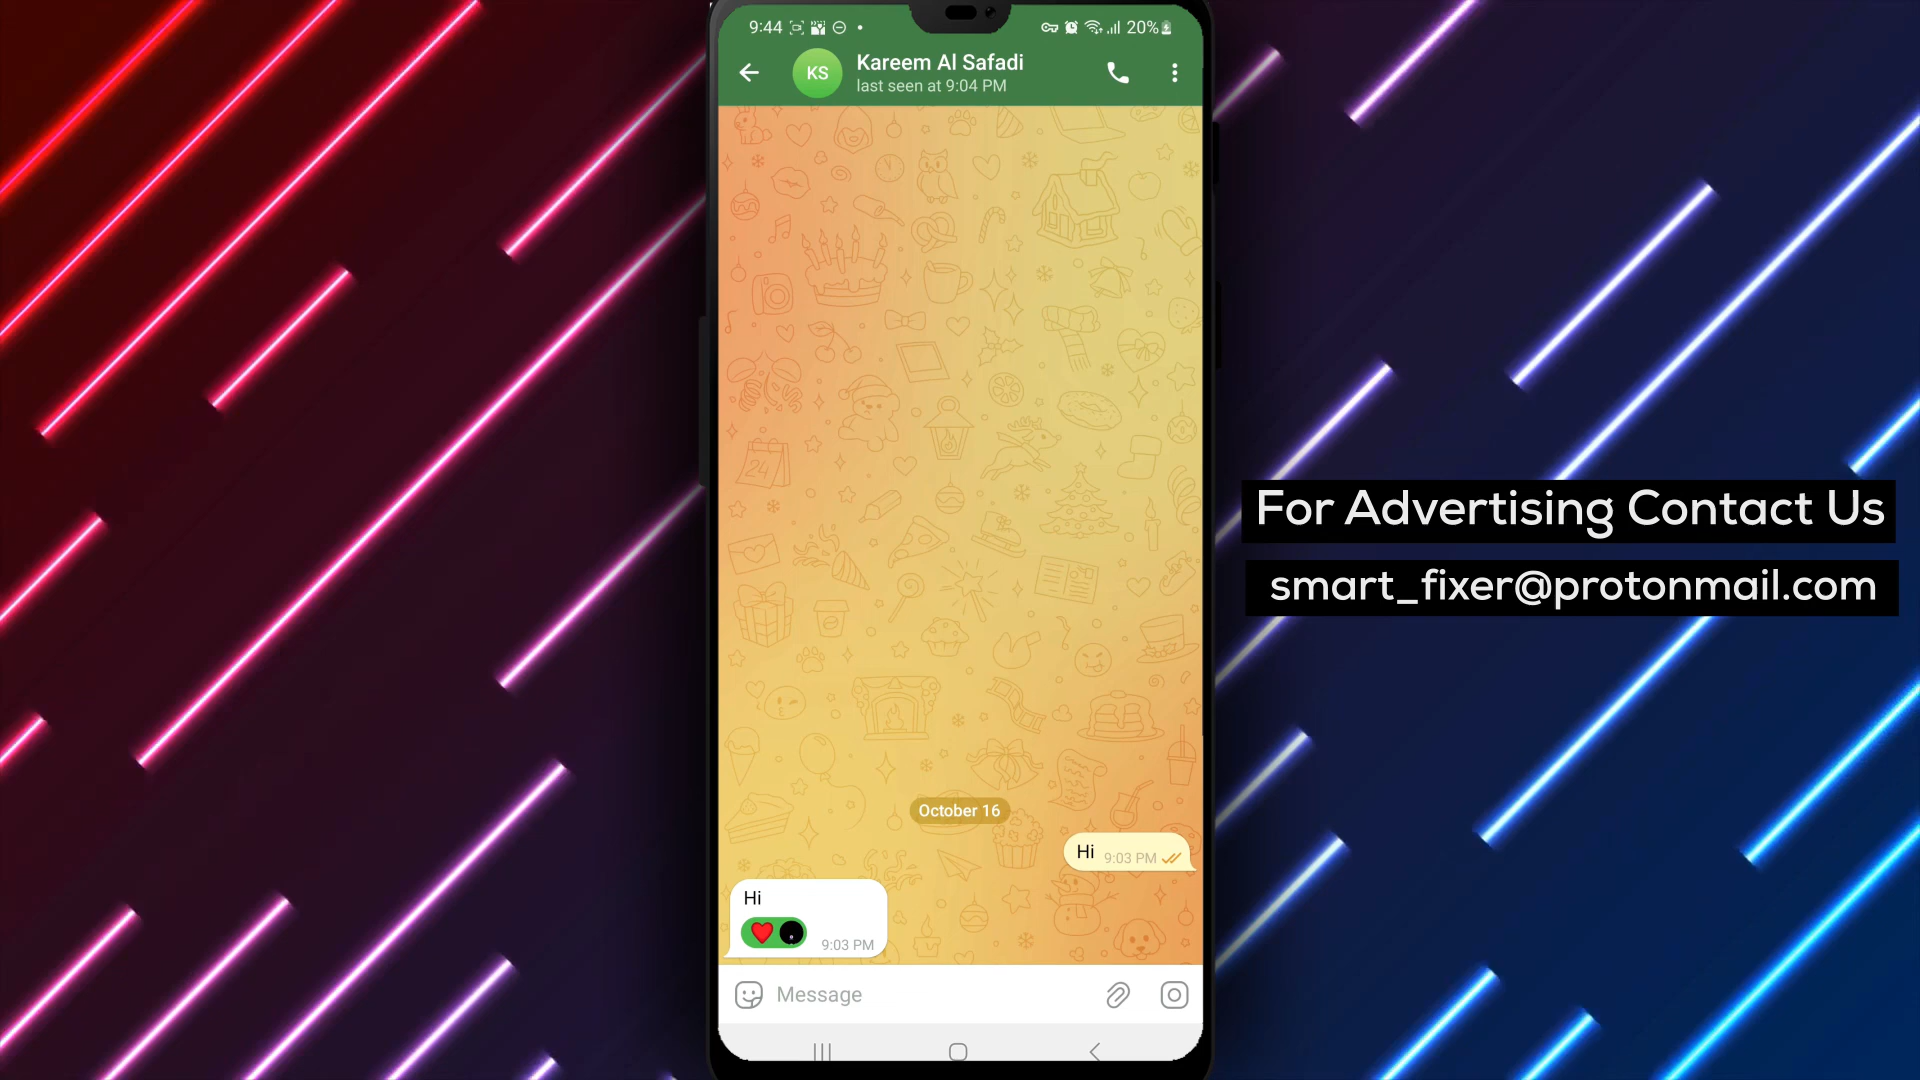 9:44
20%
KS
Kareem Al Safadi
last seen at 9:04 PM
24
October 16
Hi 9:03 PM
Hi
9:03 PM
Message
For Advertising Contact Us
smart_fixer@protonmail.com